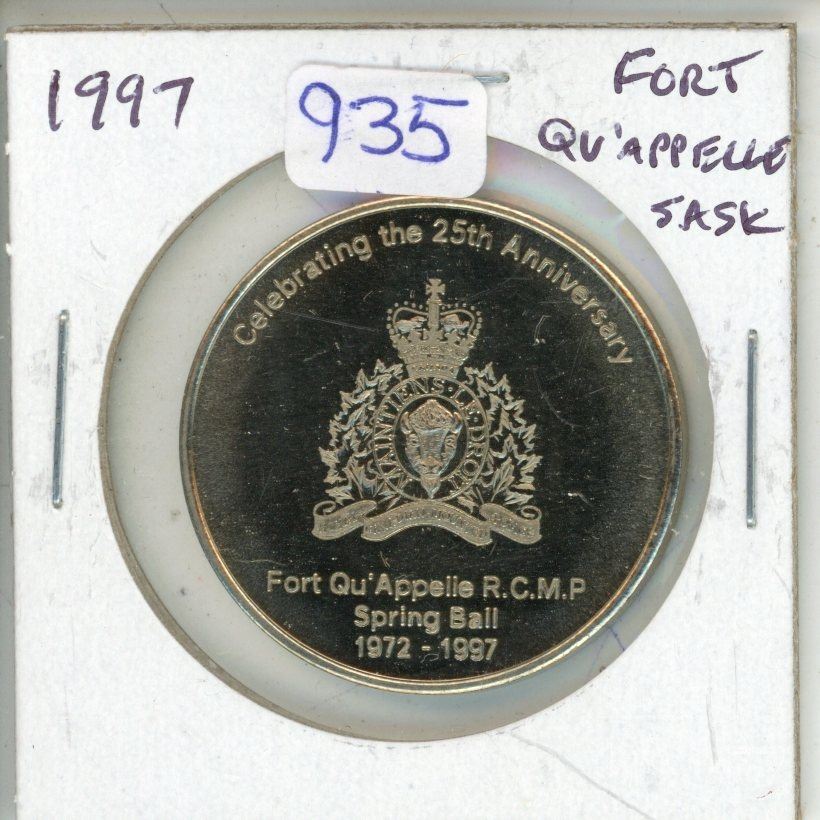 1997
935
FORT
QU'APPELLE
SASK
Celebrating the 25th Anniversary
MAINTIENS LE DROIT
Fort Qu'Appelle R.C.M.P
Spring Ball
1972 - 1997